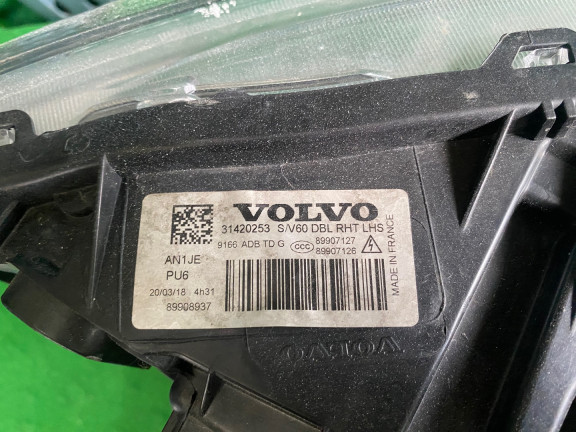 VOLVO
31420253 S/V60 DBL RHT LHS
9166 ADB TD G CCC 89907127
89907126
AN1JE
PU6
20/03/18 4h31
89908937
MADE IN FRANCE
VOLVO